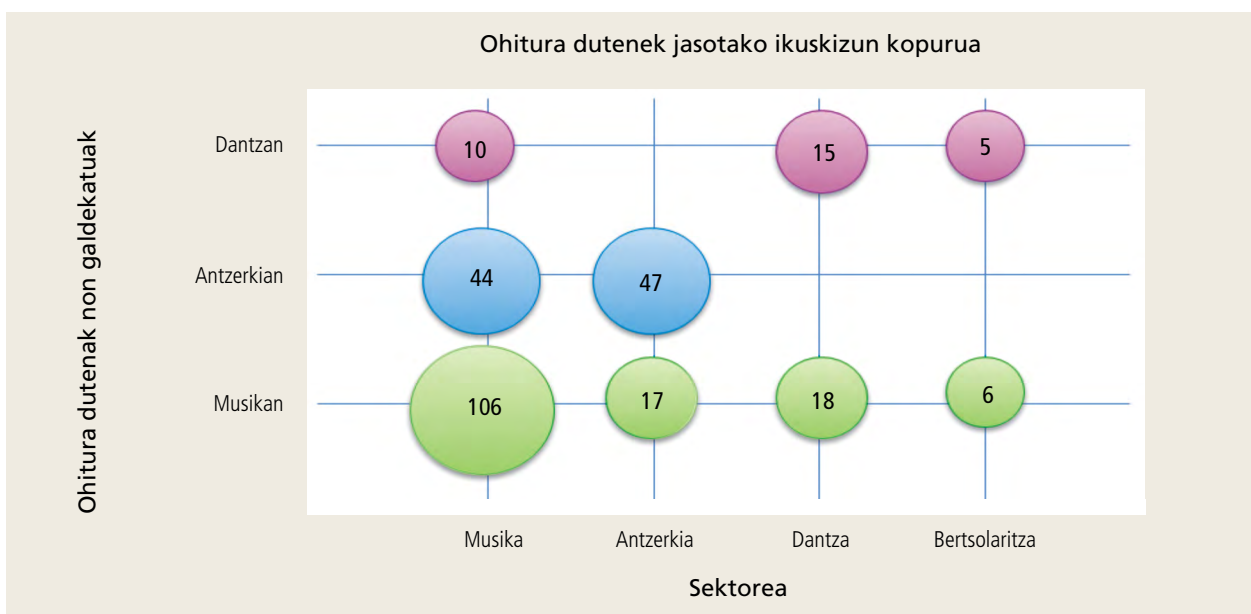 Ohitura dutenek jasotako ikuskizun kopurua
Ohitura dutenak non galdekatuak
Dantzan
10
15
5
Antzerkian
44
47
Musikan
106
17
18
6
Musika
Antzerkia
Dantza
Bertsolaritza
Sektorea